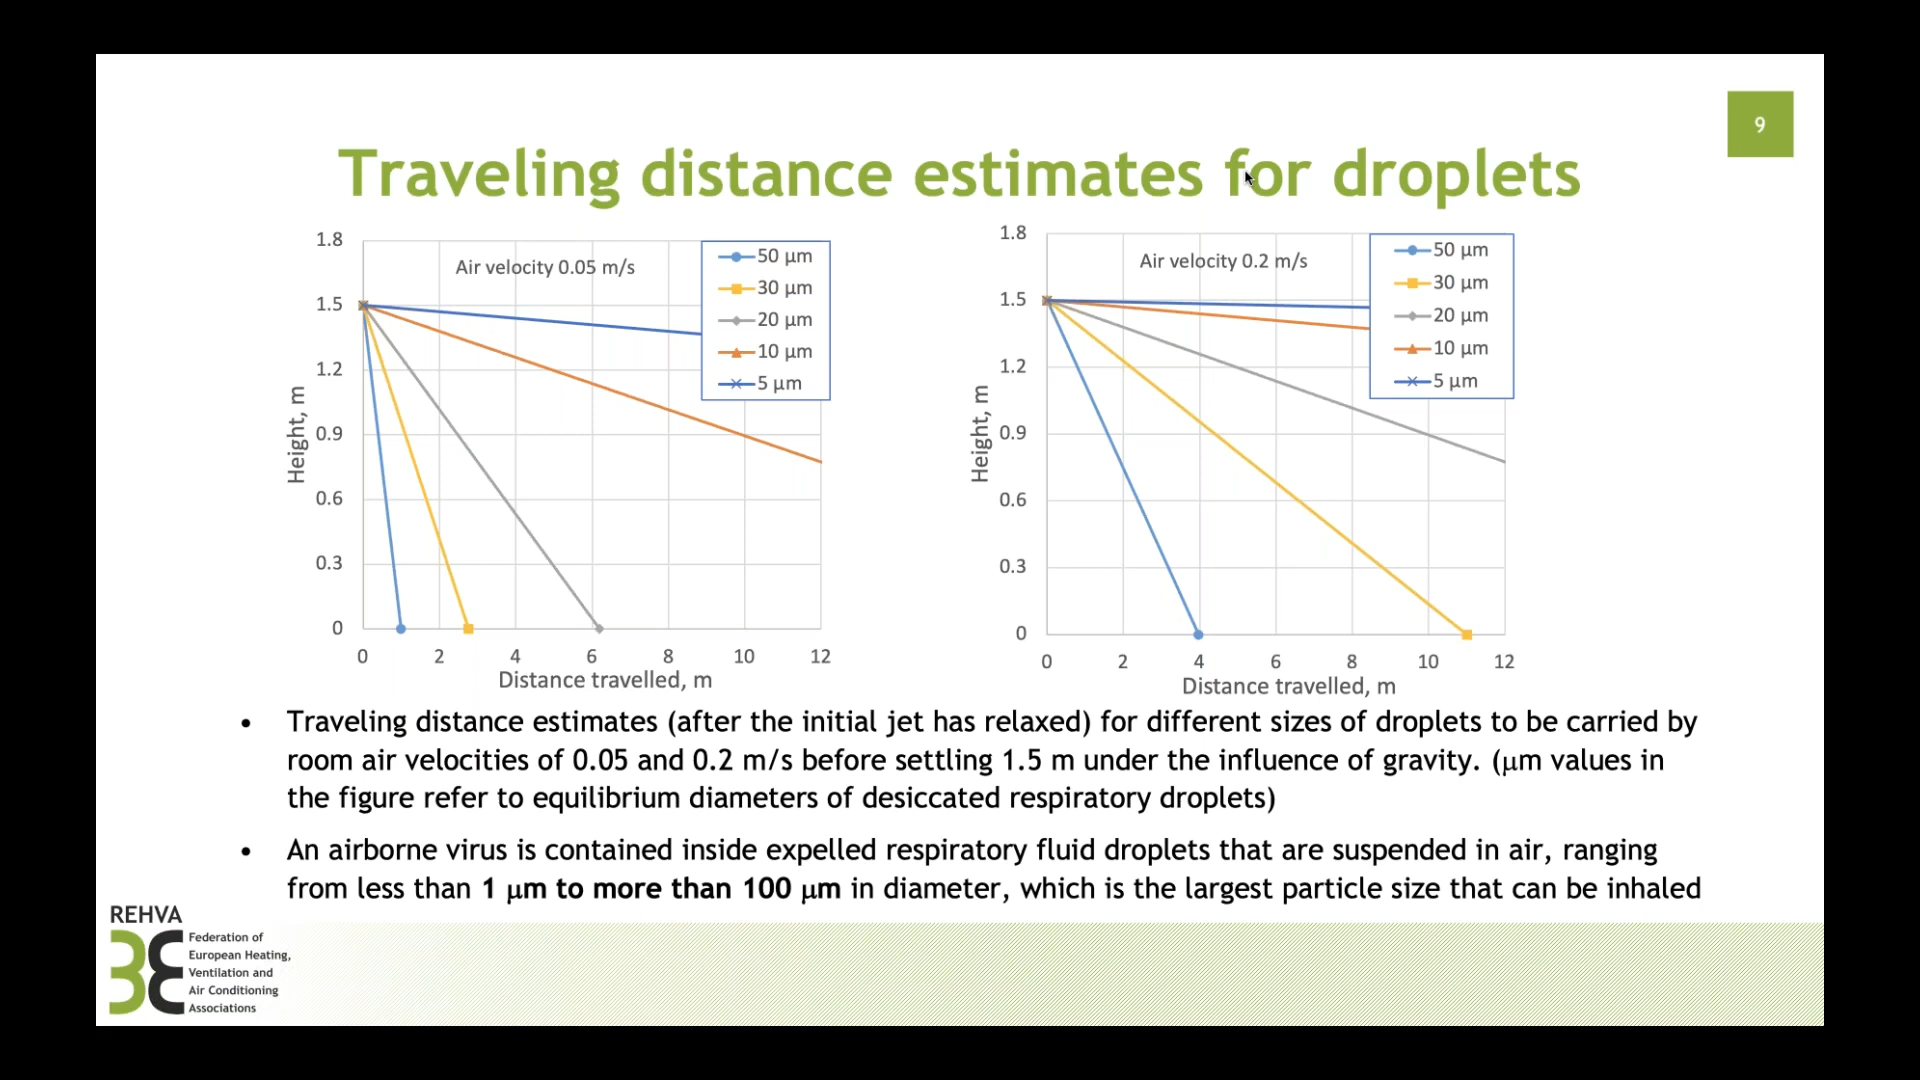 9
Traveling distance estimates for droplets
1.8
1.5
1.2
0.9
0.6
0.3
0
Height, m
Air velocity 0.05 m/s
50 μm
30 μm
20 μm
10 μm
5 μm
0 2 4 6 8 10 12
Distance travelled, m
1.8
1.5
1.2
0.9
0.6
0.3
0
Height, m
Air velocity 0.2 m/s
50 μm
30 μm
20 μm
10 μm
5 μm
0 2 4 6 8 10 12
Distance travelled, m
• Traveling distance estimates (after the initial jet has relaxed) for different sizes of droplets to be carried by
room air velocities of 0.05 and 0.2 m/s before settling 1.5 m under the influence of gravity. (μm values in
the figure refer to equilibrium diameters of desiccated respiratory droplets)
• An airborne virus is contained inside expelled respiratory fluid droplets that are suspended in air, ranging
from less than 1 μm to more than 100 μm in diameter, which is the largest particle size that can be inhaled
REHVA
Federation of
European Heating,
Ventilation and
Air Conditioning
Associations